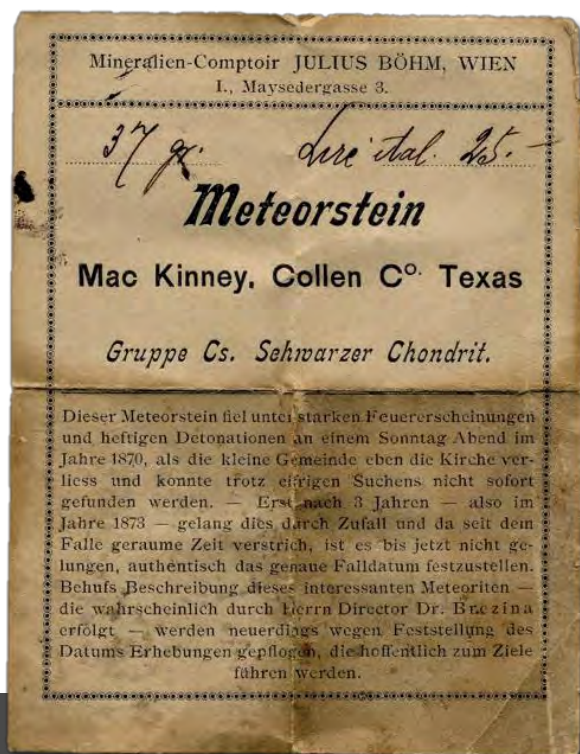 Mineralien-Comptoir JULIUS BÖHM, WIEN
I., Maysedergasse 3.
37 gr. Lire ital. 25.—
Meteorstein
Mac Kinney, Collen Co. Texas
Gruppe Cs. Schwarzer Chondrit.
Dieser Meteorstein fiel unter starken Feuererscheinungen
und heftigen Detonationen an einem Sonntag Abend im
Jahre 1870, als die kleine Gemeinde eben die Kirche ver-
liess und konnte trotz eifrigen Suchens nicht sofort
gefunden werden. — Erst nach 3 Jahren — also im
Jahre 1873 — gelang dies durch Zufall und da seit dem
Falle geraume Zeit verstrich, ist es bis jetzt nicht ge-
lungen, authentisch das genaue Falldatum festzustellen.
Behufs Beschreibung dieses interessanten Meteoriten —
die wahrscheinlich durch Herrn Director Dr. Brezina
erfolgt — werden neuerdings wegen Feststellung des
Datums Erhebungen gepflogen, die hoffentlich zum Ziele
führen werden.